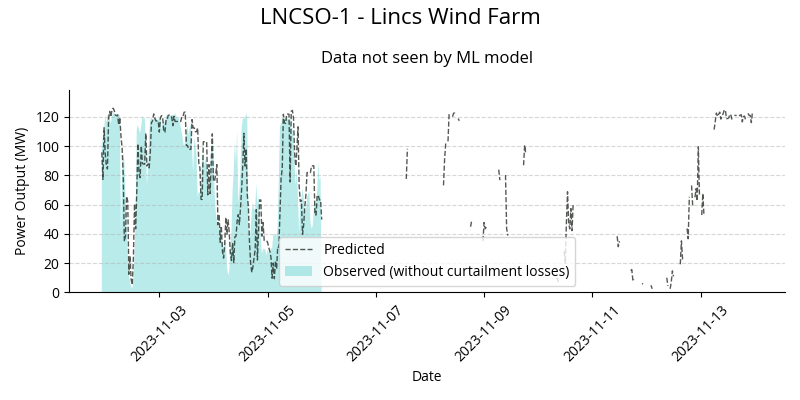 LNCSO-1 - Lincs Wind Farm
Data not seen by ML model
Power Output (MW)
120
100
80
60
40
20
0
Predicted
Observed (without curtailment losses)
2023-11-03
2023-11-05
2023-11-07
2023-11-09
2023-11-11
2023-11-13
Date